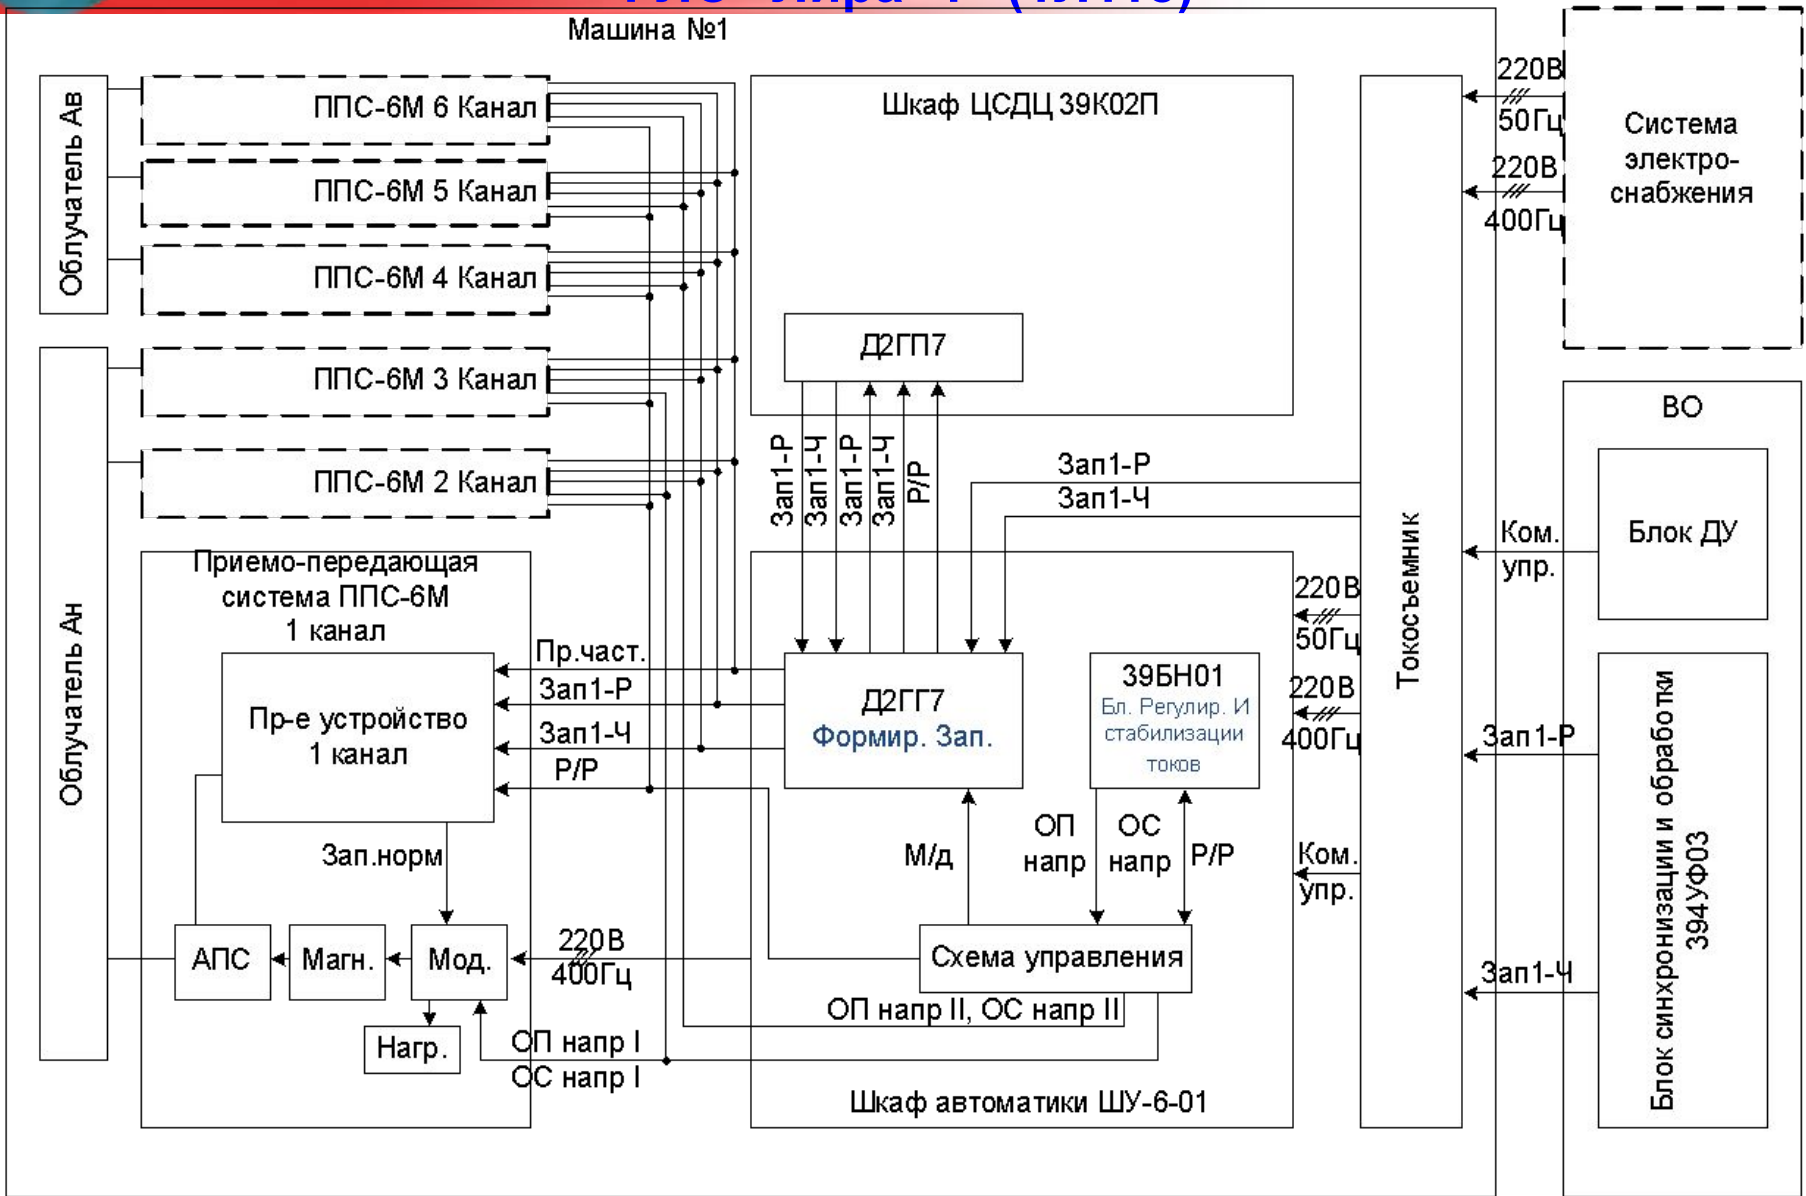 Машина №1
Облучатель Ав
ППС-6М 6 Канал
ППС-6М 5 Канал
ППС-6М 4 Канал
Облучатель Ан
ППС-6М 3 Канал
ППС-6М 2 Канал
Приемо-передающая
система ППС-6М
1 канал
Пр-е устройство
1 канал
Зап.норм
АПС
Магн.
Мод.
Нагр.
Пр.част.
Зап1-Р
Зап1-Ч
Р/Р
220В
400Гц
ОП напр I
ОС напр I
Шкаф ЦСДЦ 39К02П
Д2ГП7
Зап1-Р
Зап1-Ч
Зап1-Р
Зап1-Ч
Р/Р
Зап1-Р
Зап1-Ч
Д2ГГ7
Формир. Зап.
39БН01
Бл. Регулир. И
стабилизации
токов
М/д
ОП
напр
ОС
напр
Р/Р
Схема управления
ОП напр II, ОС напр II
Шкаф автоматики ШУ-6-01
220В
50Гц
220В
400Гц
Ком.
упр.
Токосъемник
220В
50Гц
220В
400Гц
Система
электро-
снабжения
ВО
Блок ДУ
Ком.
упр.
Зап1-Р
Зап1-Ч
Блок синхронизации и обработки
394УФ03